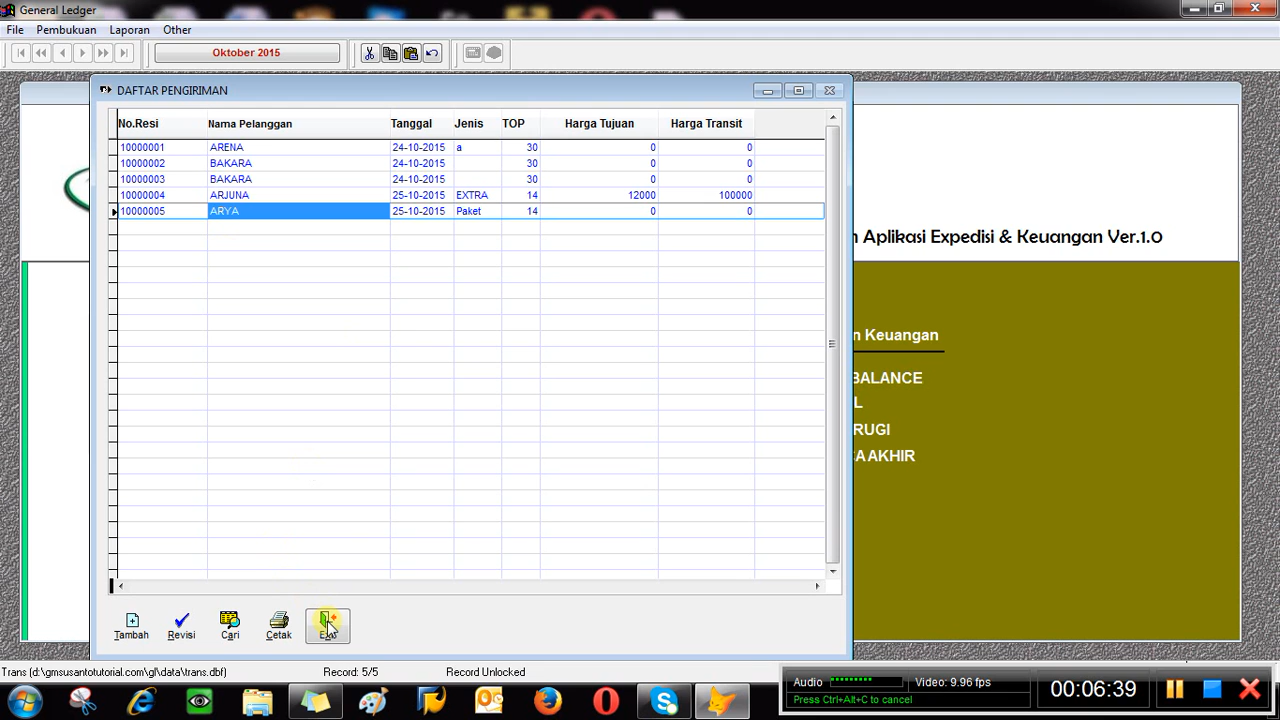 General Ledger
File Pembukuan Laporan Other
Oktober 2015
DAFTAR PENGIRIMAN
No.Resi Nama Pelanggan Tanggal Jenis TOP Harga Tujuan Harga Transit
10000001 ARENA 24-10-2015 a 30 0 0
10000002 BAKARA 24-10-2015 30 0 0
10000003 BAKARA 24-10-2015 30 0 0
10000004 ARJUNA 25-10-2015 EXTRA 14 12000 100000
10000005 ARYA 25-10-2015 Paket 14 0 0
Aplikasi Expedisi & Keuangan Ver.1.0
Keuangan
BALANCE
L
RUGI
CA AKHIR
Tambah Revisi Cari Cetak
Trans (d:\gmsusantotutorial.com\gl\data\trans.dbf) Record: 5/5 Record Unlocked
Audio Video: 9.96 fps
Press Ctrl+Alt+C to cancel
00:06:39